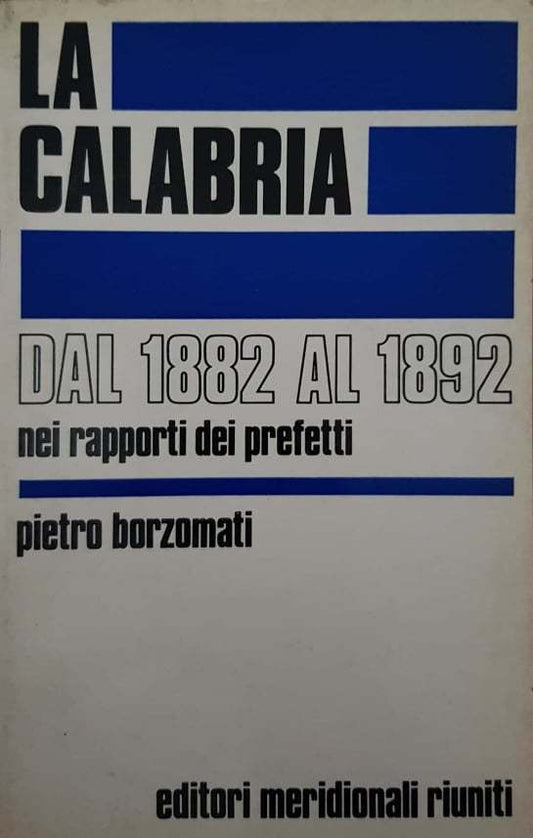 LA
CALABRIA
DAL 1882 AL 1892
nei rapporti dei prefetti
pietro borzomati
editori meridionali riuniti